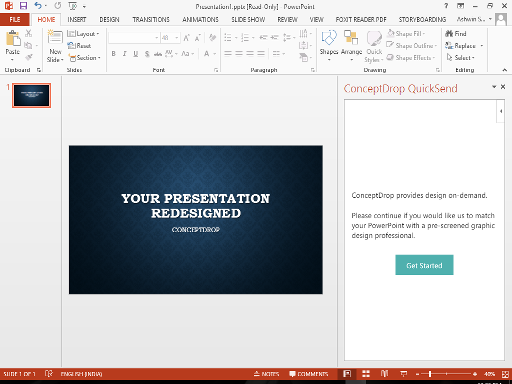 Presentation1.pptx [Read-Only] - PowerPoint
FILE HOME INSERT DESIGN TRANSITIONS ANIMATIONS SLIDE SHOW REVIEW VIEW FOXIT READER PDF STORYBOARDING Ashwin S...
Paste
New Slide
Layout
Reset
Section
48
Shapes
Arrange
Quick Styles
Shape Fill
Shape Outline
Shape Effects
Find
Replace
Select
Clipboard Slides Font Paragraph Drawing Editing
1
YOUR PRESENTATION
REDESIGNED
CONCEPTDROP
ConceptDrop QuickSend
ConceptDrop provides design on-demand.
Please continue if you would like us to match
your PowerPoint with a pre-screened graphic
design professional.
Get Started
SLIDE 1 OF 1 ENGLISH (INDIA) NOTES COMMENTS 46%